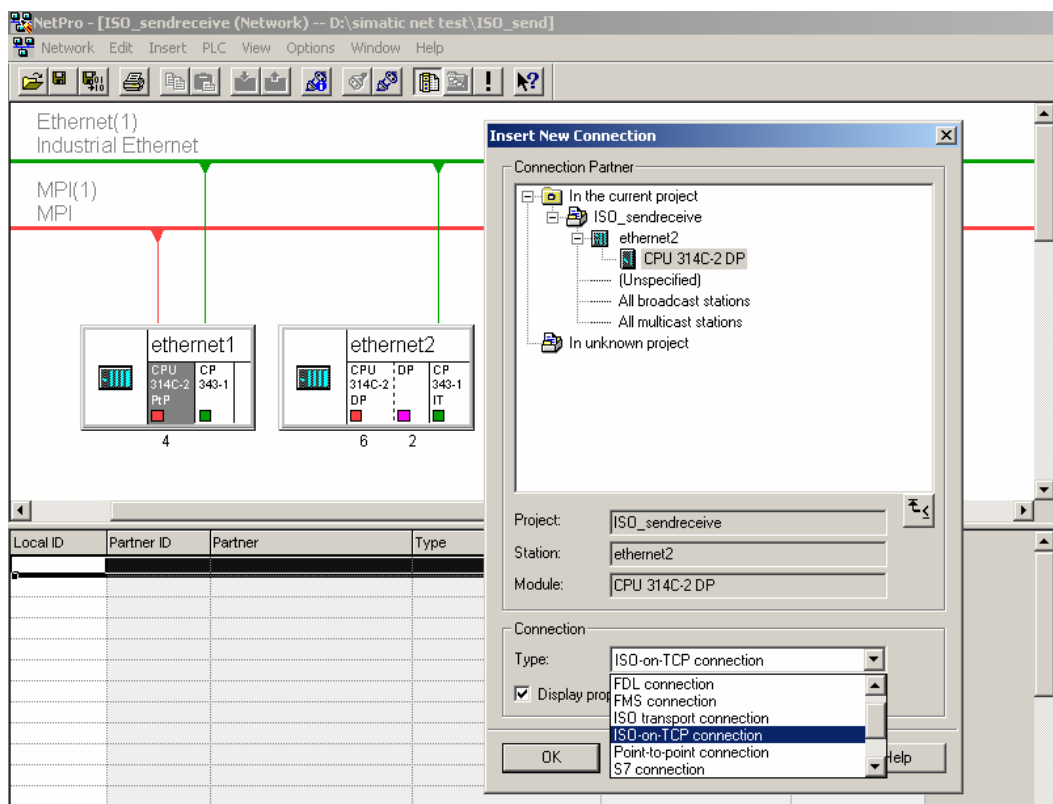 NetPro - [ISO_sendreceive (Network) -- D:\simatic net test\ISO_send]
Network Edit Insert PLC View Options Window Help
Ethernet(1)
Industrial Ethernet
MPI(1)
MPI
ethernet1
CPU 314C-2 PtP
CP 343-1
4
ethernet2
CPU 314C-2 DP
DP
CP 343-1 IT
6 2
Local ID Partner ID Partner Type
Insert New Connection
Connection Partner
In the current project
ISO_sendreceive
ethernet2
CPU 314C-2 DP
(Unspecified)
All broadcast stations
All multicast stations
In unknown project
Project: ISO_sendreceive
Station: ethernet2
Module: CPU 314C-2 DP
Connection
Type: ISO-on-TCP connection
Display prop
FDL connection
FMS connection
ISO transport connection
ISO-on-TCP connection
Point-to-point connection
S7 connection
OK
Help